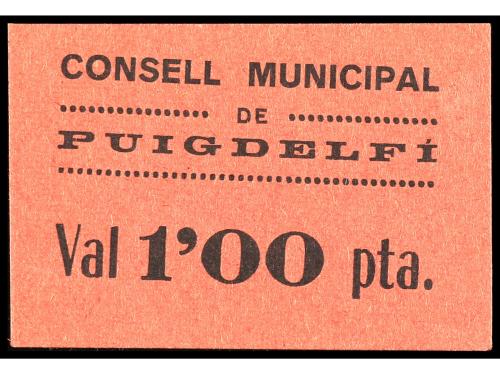 CONSELL MUNICIPAL
DE
PUIGDELFÍ
Val 1'00 pta.